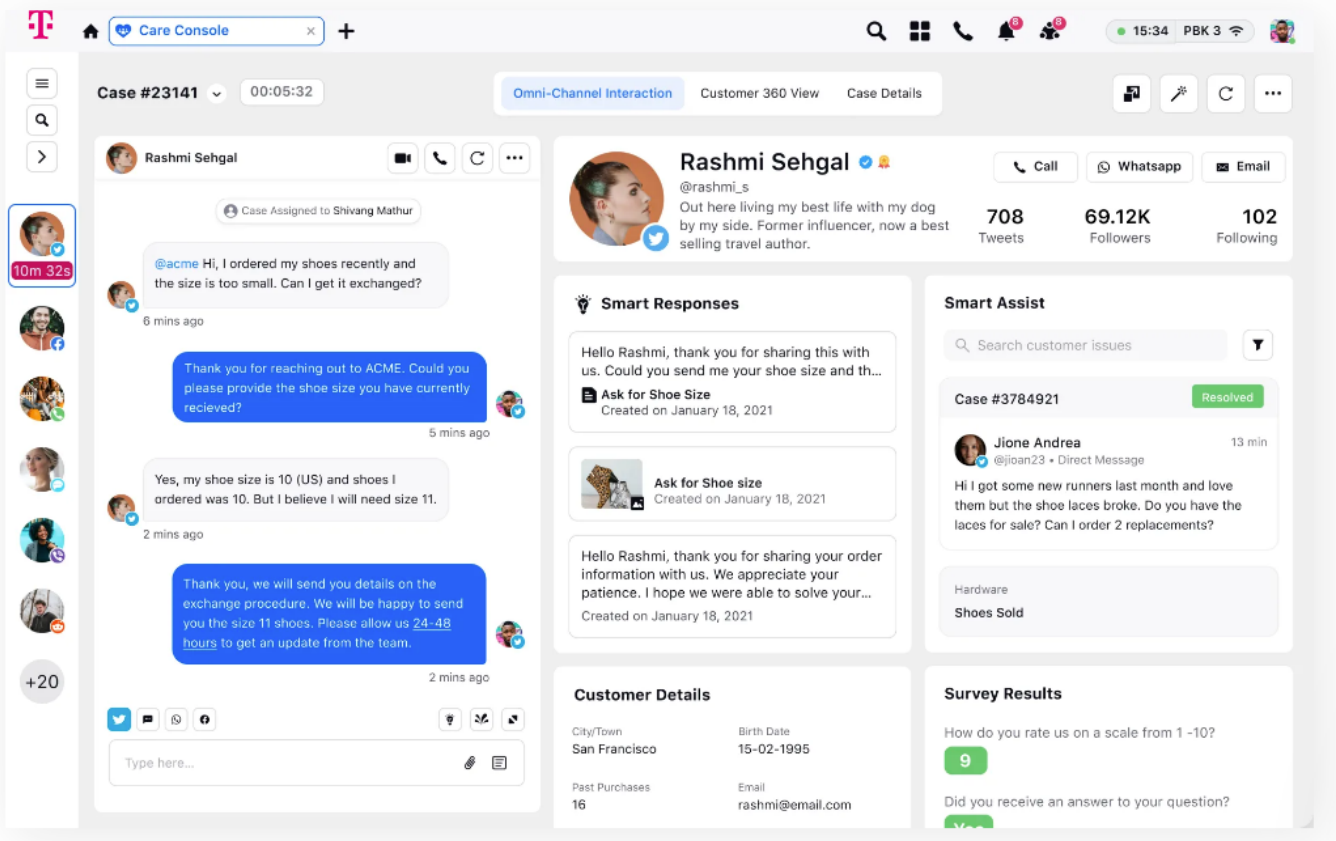 T
Care Console
8
8
15:34 PBK 3
Case #23141
00:05:32
Omni-Channel Interaction
Customer 360 View
Case Details
10m 32s
+20
Rashmi Sehgal
Case Assigned to Shivang Mathur
@acme Hi, I ordered my shoes recently and
the size is too small. Can I get it exchanged?
6 mins ago
Thank you for reaching out to ACME. Could you
please provide the shoe size you have currently
recieved?
5 mins ago
Yes, my shoe size is 10 (US) and shoes I
ordered was 10. But I believe I will need size 11.
2 mins ago
Thank you, we will send you details on the
exchange procedure. We will be happy to send
you the size 11 shoes. Please allow us 24-48
hours to get an update from the team.
2 mins ago
Type here...
Rashmi Sehgal
@rashmi_s
Out here living my best life with my dog
by my side. Former influencer, now a best
selling travel author.
Call
Whatsapp
Email
708
Tweets
69.12K
Followers
102
Following
Smart Responses
Hello Rashmi, thank you for sharing this with
us. Could you send me your shoe size and th...
Ask for Shoe Size
Created on January 18, 2021
Ask for Shoe size
Created on January 18, 2021
Hello Rashmi, thank you for sharing your order
information with us. We appreciate your
patience. I hope we were able to solve your...
Created on January 18, 2021
Smart Assist
Search customer issues
Case #3784921
Resolved
Jione Andrea
13 min
@jioan23 • Direct Message
Hi I got some new runners last month and love
them but the shoe laces broke. Do you have the
laces for sale? Can I order 2 replacements?
Hardware
Shoes Sold
Customer Details
City/Town
San Francisco
Birth Date
15-02-1995
Past Purchases
16
Email
rashmi@email.com
Survey Results
How do you rate us on a scale from 1 -10?
9
Did you receive an answer to your question?
Yes